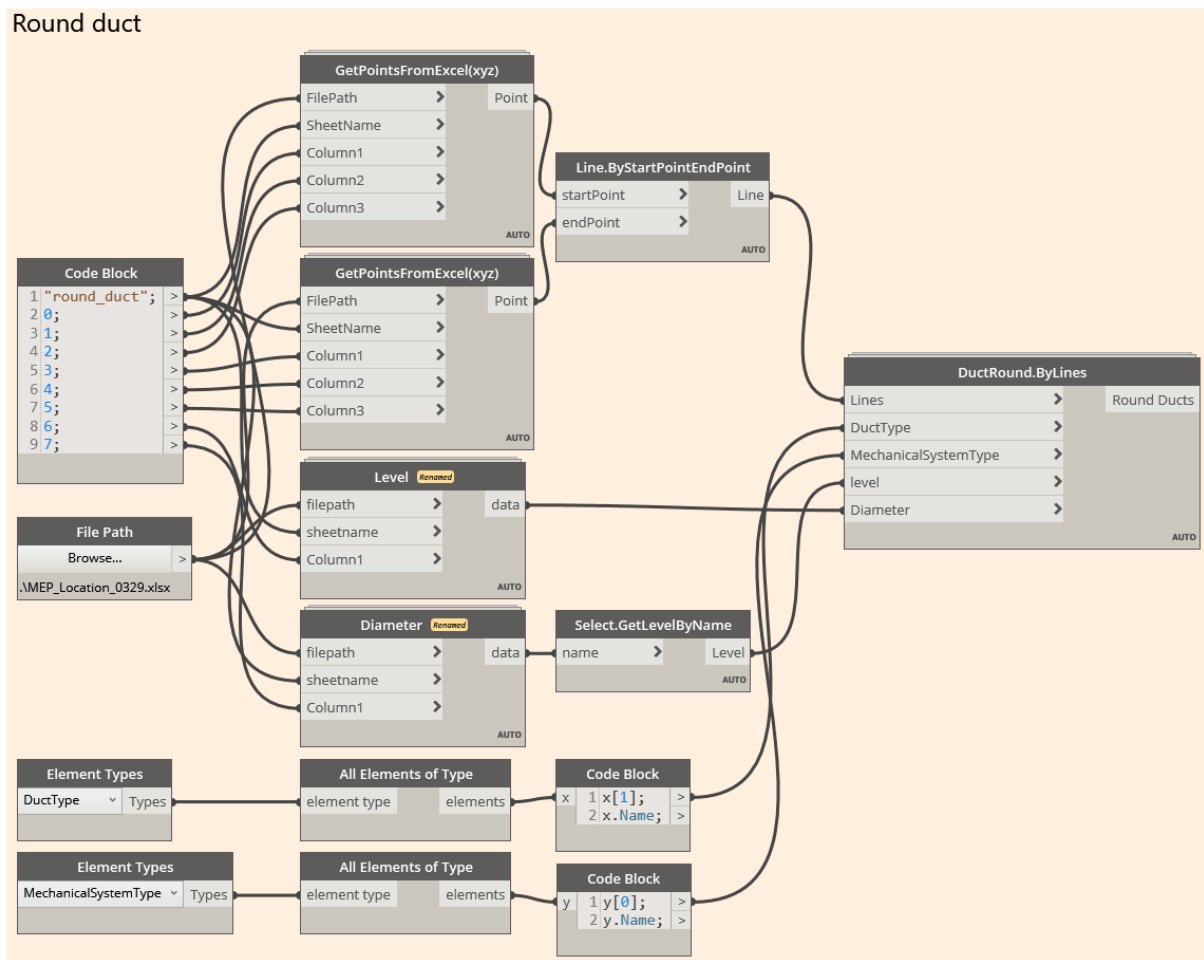 Round duct
GetPointsFromExcel(xyz)
FilePath > Point
SheetName >
Column1 >
Column2 >
Column3 >
AUTO
Line.ByStartPointEndPoint
startPoint > Line
endPoint >
AUTO
Code Block
1 "round_duct"; >
2 0; >
3 1; >
4 2; >
5 3; >
6 4; >
7 5; >
8 6; >
9 7; >
GetPointsFromExcel(xyz)
FilePath > Point
SheetName >
Column1 >
Column2 >
Column3 >
AUTO
DuctRound.ByLines
Lines > Round Ducts
DuctType >
MechanicalSystemType >
level >
Diameter >
AUTO
Level Renamed
filepath > data
sheetname >
Column1 >
AUTO
File Path
Browse... >
.\MEP_Location_0329.xlsx
Diameter Renamed
filepath > data
sheetname >
Column1 >
AUTO
Select.GetLevelByName
name > Level
AUTO
Element Types
DuctType Types
All Elements of Type
element type elements
Code Block
x 1 x[1]; >
2 x.Name; >
Element Types
MechanicalSystemType Types
All Elements of Type
element type elements
Code Block
y 1 y[0]; >
2 y.Name; >